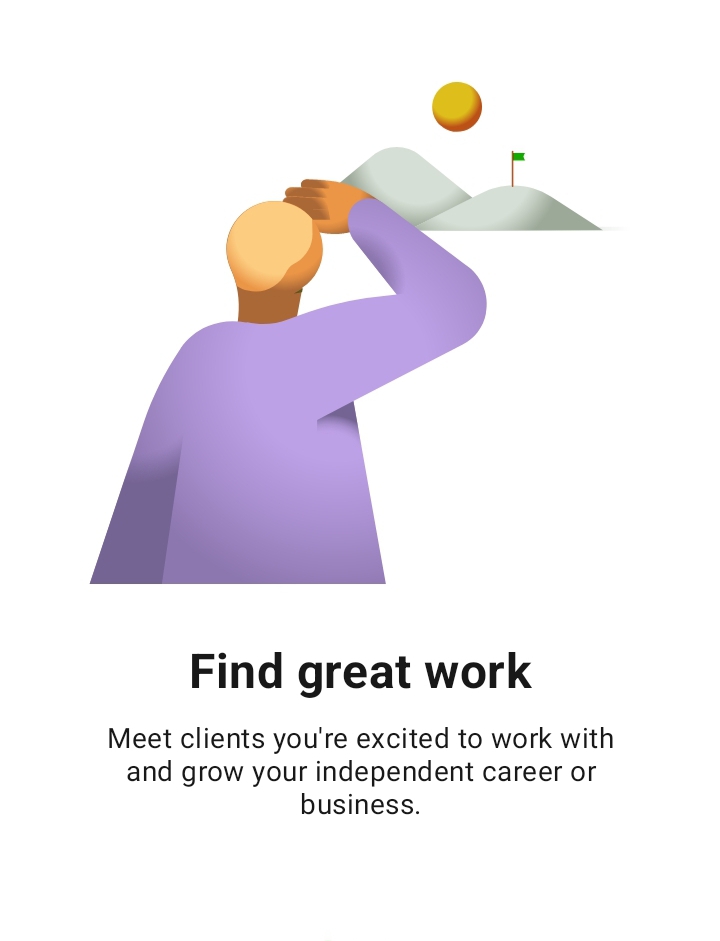 Find great work
Meet clients you're excited to work with
and grow your independent career or
business.